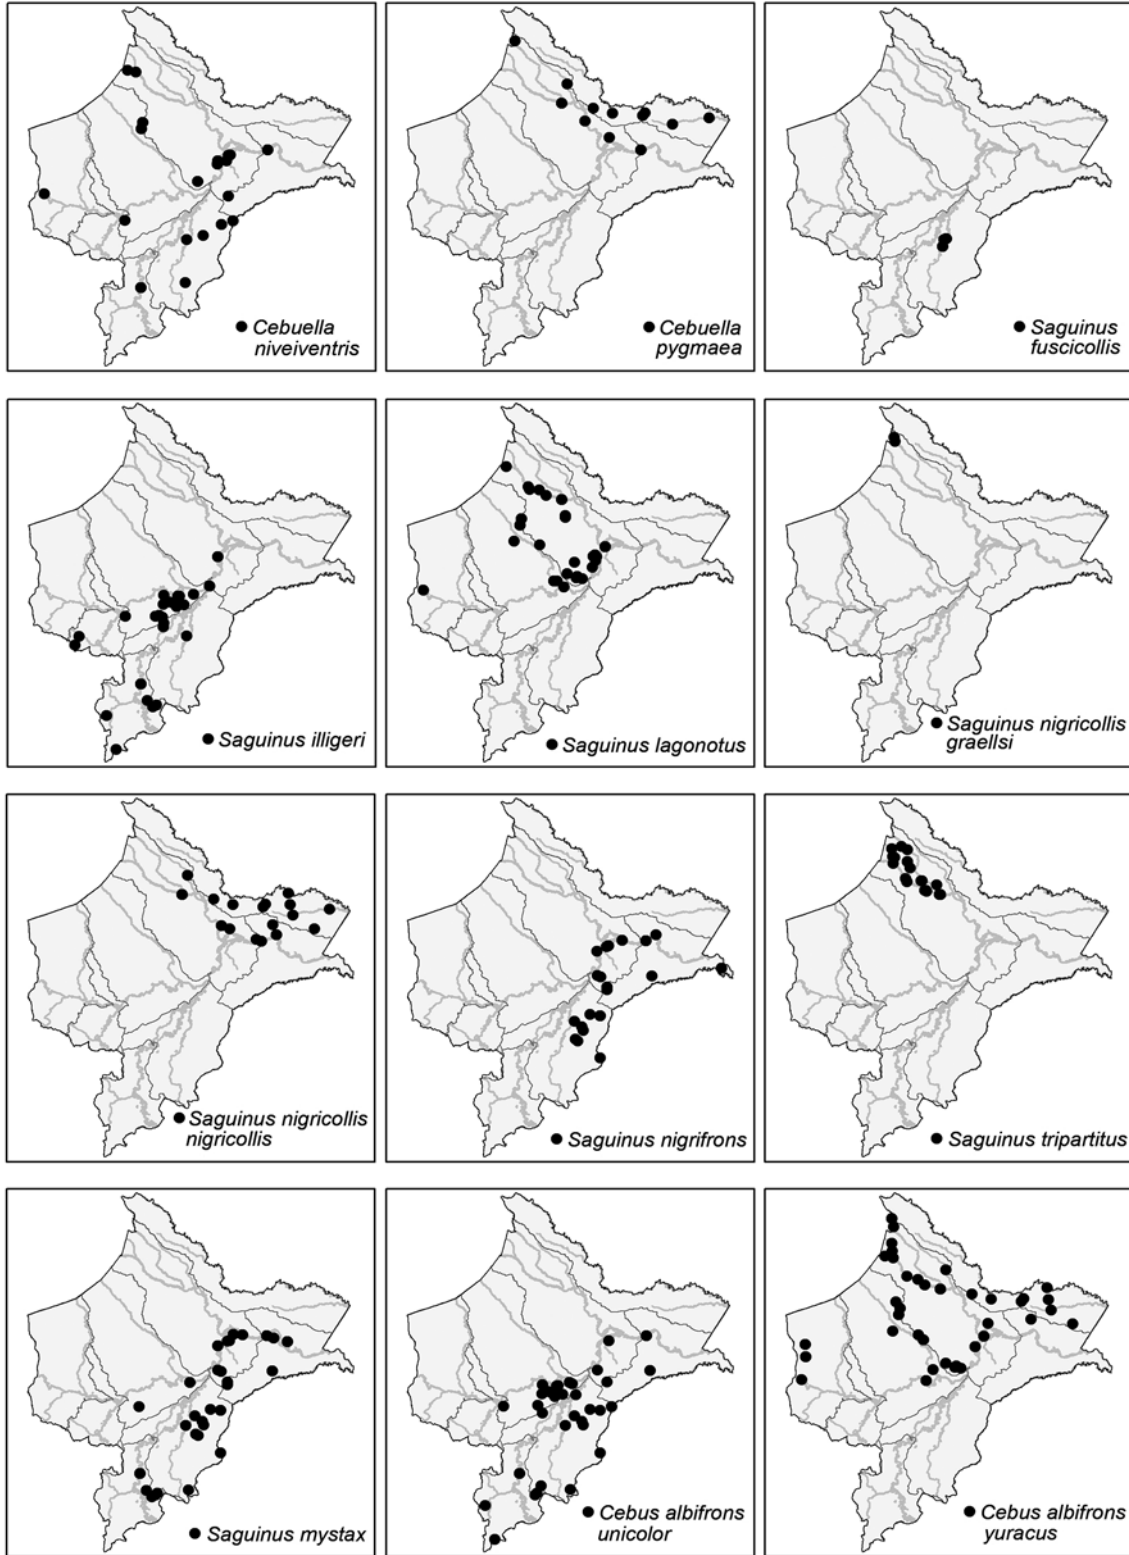 Cebuella
niveiventris
Cebuella
pygmaea
Saguinus
fuscicollis
Saguinus illigeri
Saguinus lagonotus
Saguinus nigricollis
graellsi
Saguinus nigricollis
nigricollis
Saguinus nigrifrons
Saguinus tripartitus
Saguinus mystax
Cebus albifrons
unicolor
Cebus albifrons
yuracus